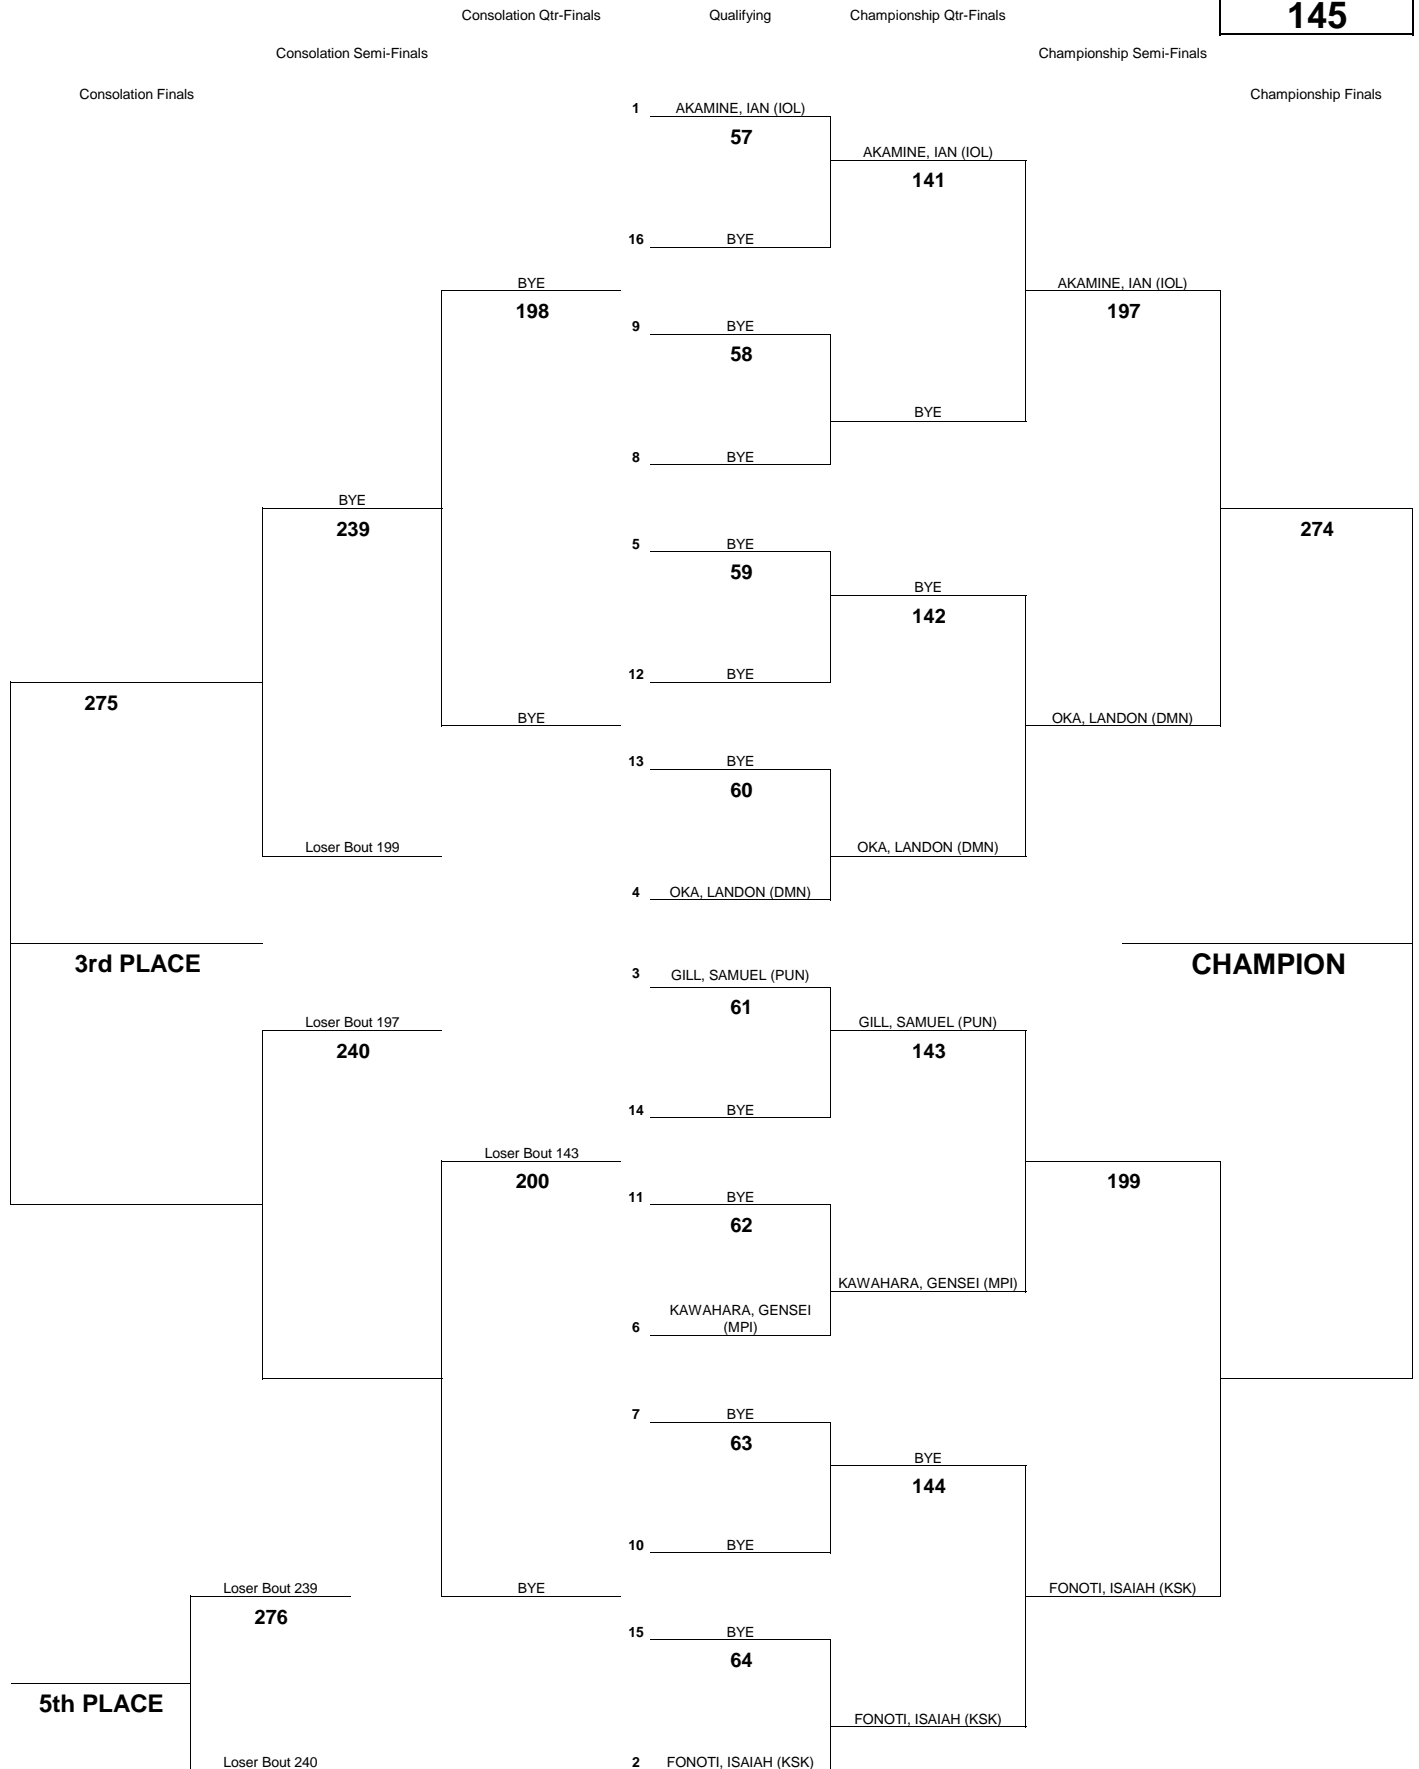 Consolation Qtr-Finals
Qualifying
Championship Qtr-Finals
145
Consolation Semi-Finals
Championship Semi-Finals
Consolation Finals
Championship Finals
1
AKAMINE, IAN (IOL)
57
AKAMINE, IAN (IOL)
141
16
BYE
BYE
198
AKAMINE, IAN (IOL)
197
9
BYE
58
BYE
8
BYE
BYE
239
274
5
BYE
59
BYE
142
12
BYE
275
BYE
OKA, LANDON (DMN)
13
BYE
60
Loser Bout 199
OKA, LANDON (DMN)
4
OKA, LANDON (DMN)
3rd PLACE
CHAMPION
3
GILL, SAMUEL (PUN)
61
Loser Bout 197
240
GILL, SAMUEL (PUN)
143
14
BYE
Loser Bout 143
200
199
11
BYE
62
KAWAHARA, GENSEI (MPI)
KAWAHARA, GENSEI
(MPI)
6
7
BYE
63
BYE
144
10
BYE
Loser Bout 239
276
BYE
FONOTI, ISAIAH (KSK)
15
BYE
64
5th PLACE
FONOTI, ISAIAH (KSK)
Loser Bout 240
2
FONOTI, ISAIAH (KSK)